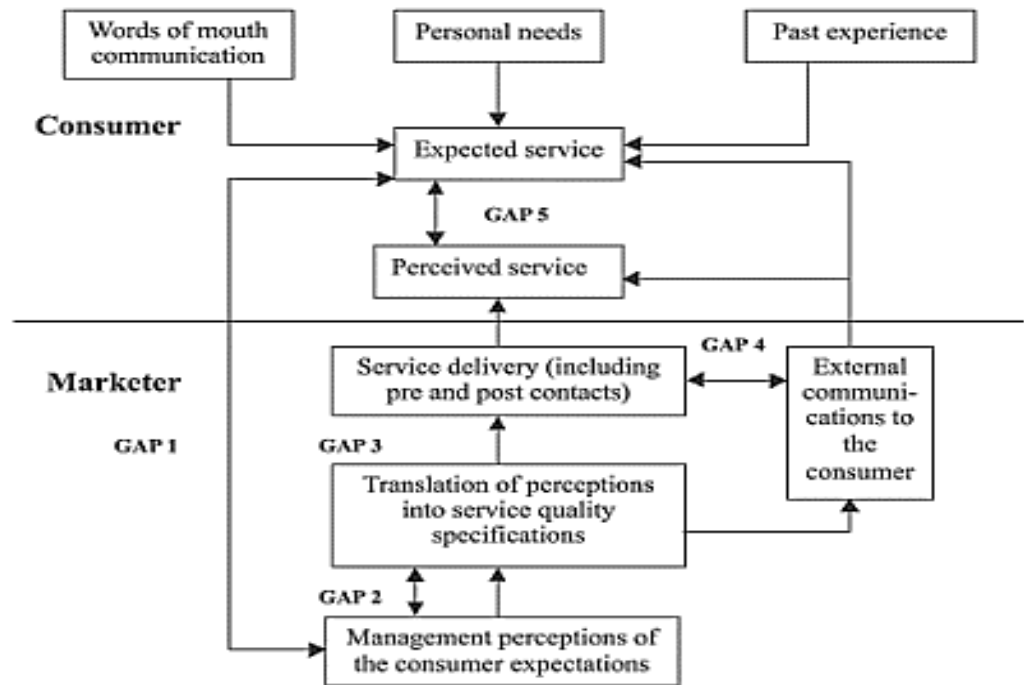 Words of mouth
communication
Personal needs
Past experience
Consumer
Expected service
GAP 5
Perceived service
Marketer
GAP 1
Service delivery (including
pre and post contacts)
GAP 4
External
communi-
cations to
the
consumer
GAP 3
Translation of perceptions
into service quality
specifications
GAP 2
Management perceptions of
the consumer expectations